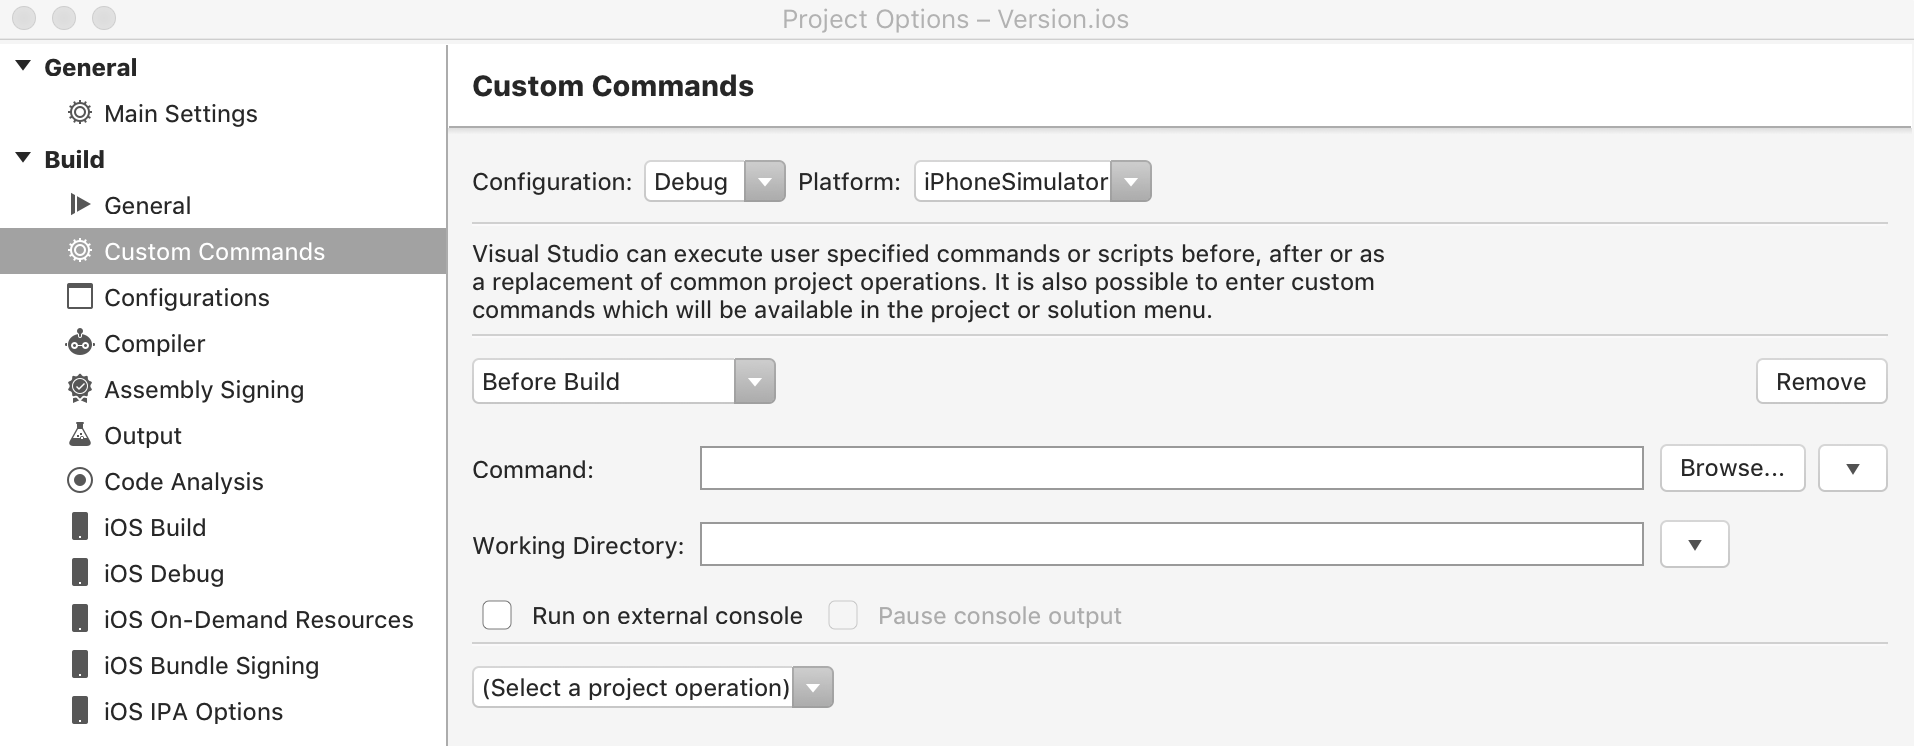 Project Options – Version.ios
General
Main Settings
Build
General
Custom Commands
Configurations
Compiler
Assembly Signing
Output
Code Analysis
iOS Build
iOS Debug
iOS On-Demand Resources
iOS Bundle Signing
iOS IPA Options
Custom Commands
Configuration: Debug Platform: iPhoneSimulator
Visual Studio can execute user specified commands or scripts before, after or as
a replacement of common project operations. It is also possible to enter custom
commands which will be available in the project or solution menu.
Before Build Remove
Command: Browse...
Working Directory:
Run on external console Pause console output
(Select a project operation)